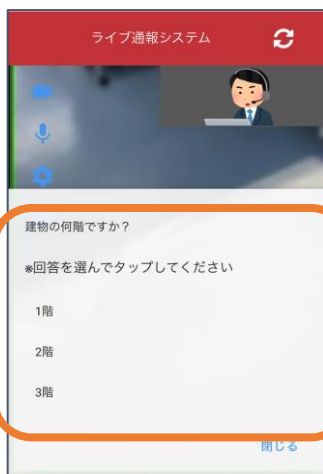 ライブ通報システム
建物の何階ですか？
※回答を選んでタップしてください
1階
2階
3階
閉じる